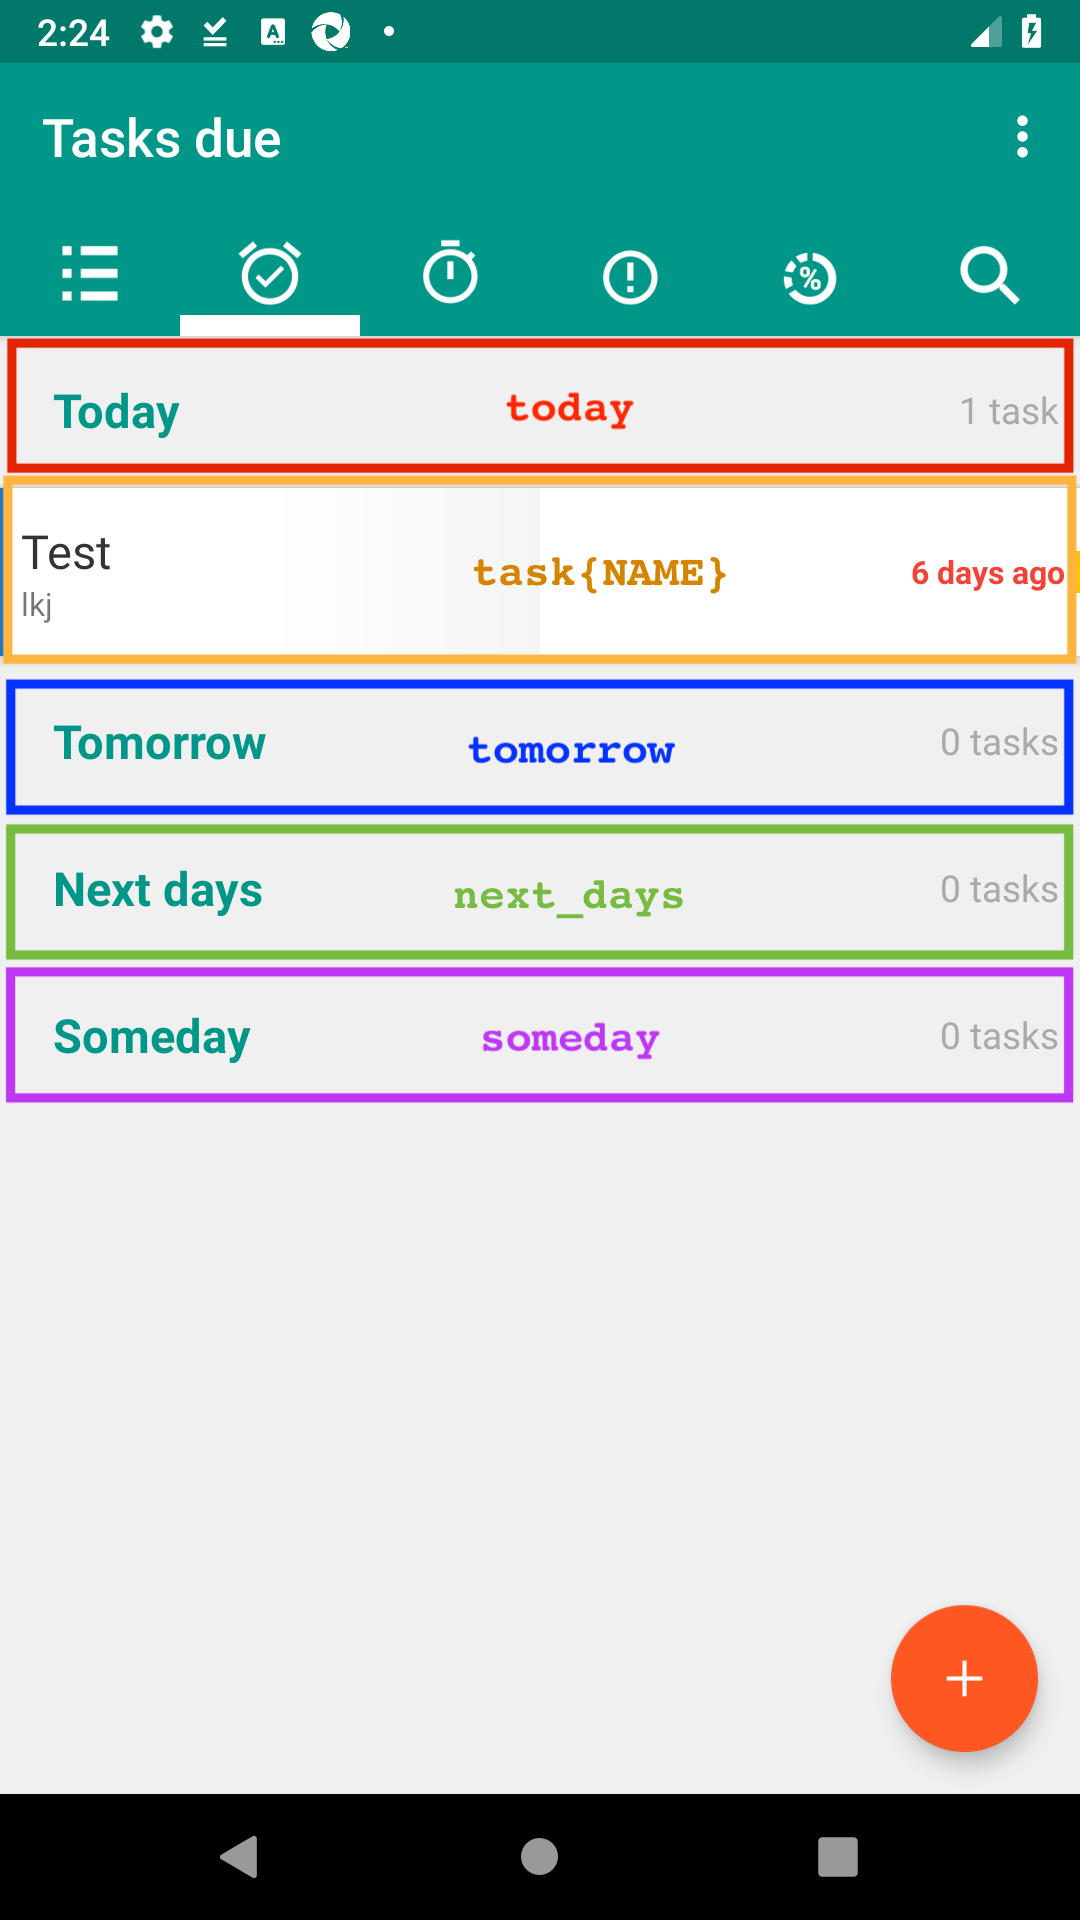 2:24
Tasks due
%
Today today 1 task
Test
task{NAME} 6 days ago
lkj
Tomorrow tomorrow 0 tasks
Next days next_days 0 tasks
Someday someday 0 tasks